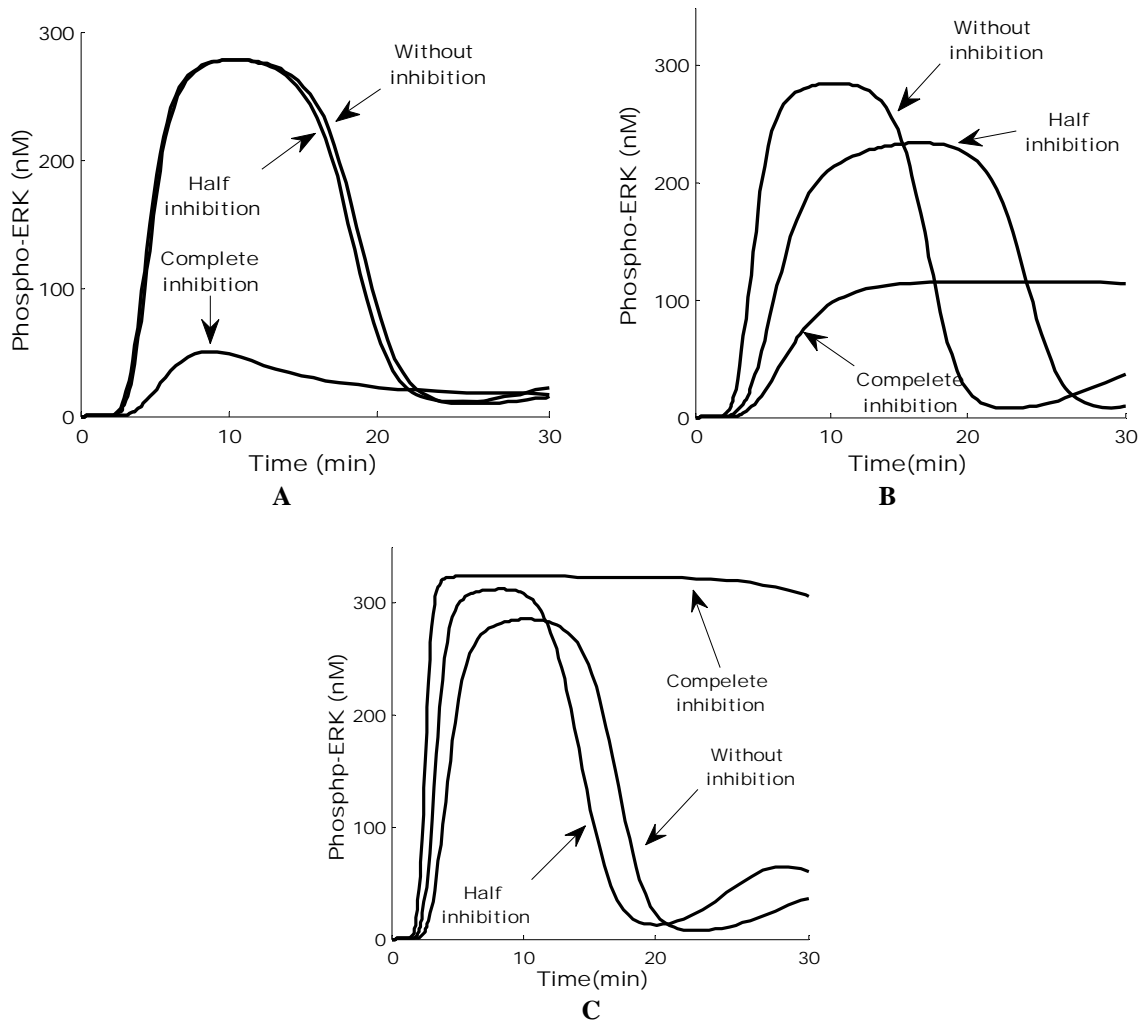 300
200
100
0
Phospho-ERK (nM)
Without
inhibition
Half
inhibition
Complete
inhibition
0
10
20
30
Time (min)
A
300
200
100
0
Phospho-ERK (nM)
Without
inhibition
Half
inhibition
Compelete
inhibition
0
10
20
30
Time(min)
B
300
200
100
0
Phosphp-ERK (nM)
Compelete
inhibition
Without
inhibition
Half
inhibition
0
10
20
30
Time(min)
C